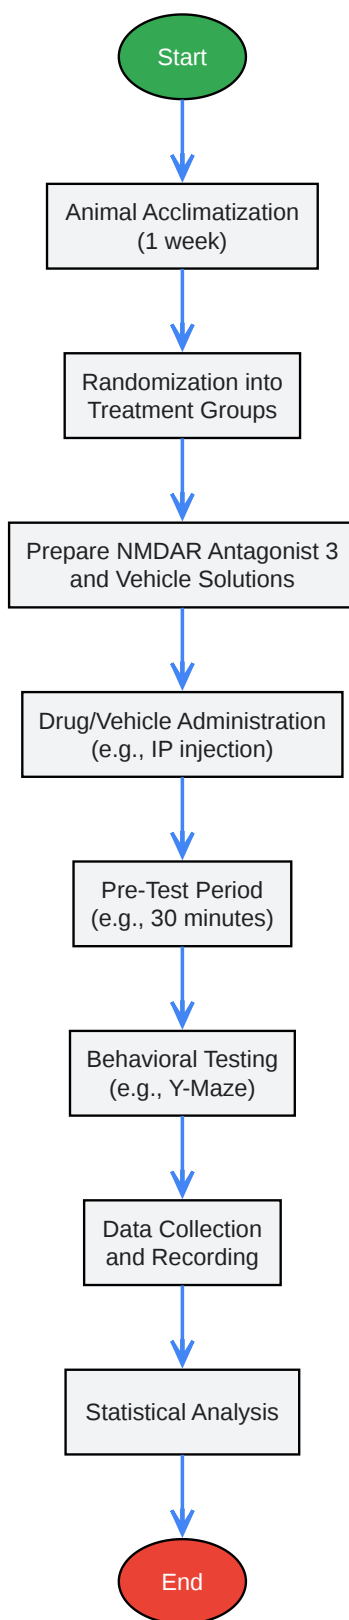 Start
Animal Acclimatization
(1 week)
Randomization into
Treatment Groups
Prepare NMDAR Antagonist 3
and Vehicle Solutions
Drug/Vehicle Administration
(e.g., IP injection)
Pre-Test Period
(e.g., 30 minutes)
Behavioral Testing
(e.g., Y-Maze)
Data Collection
and Recording
Statistical Analysis
End